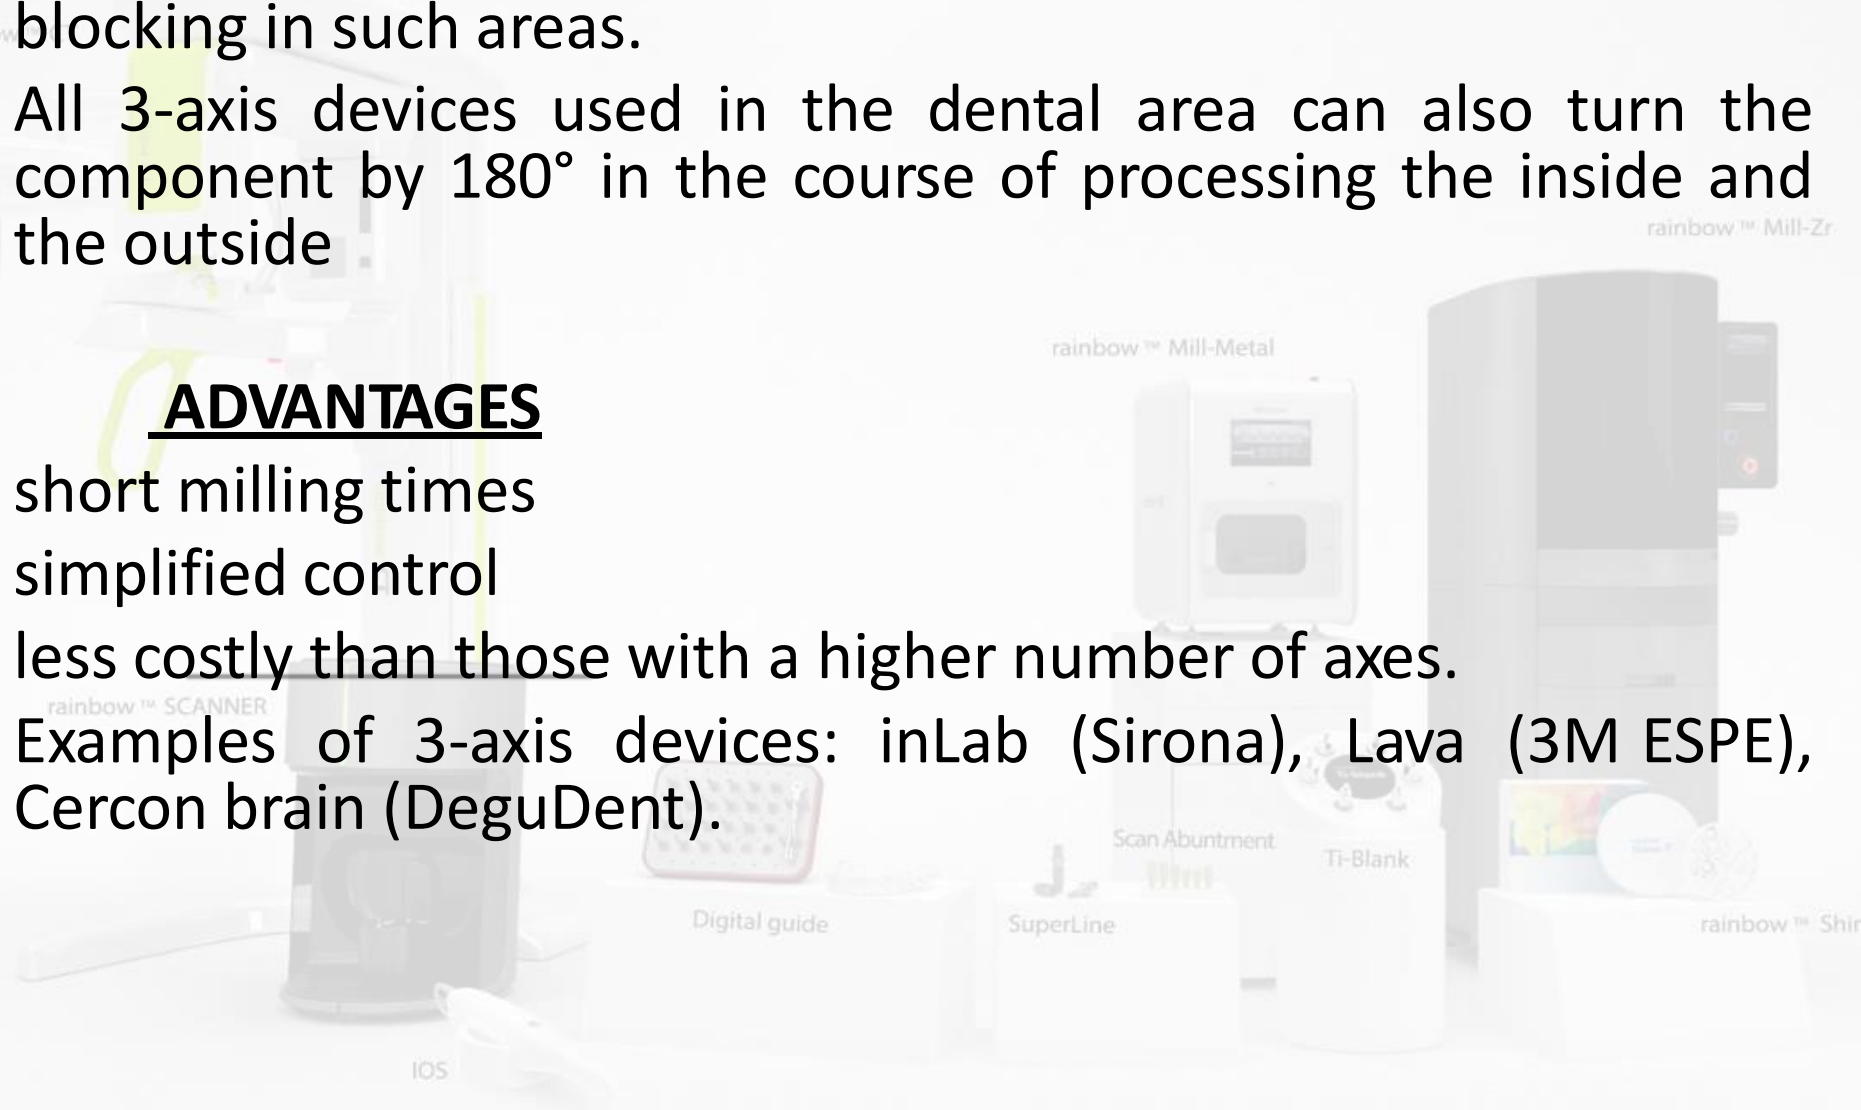 blocking in such areas.
All 3-axis devices used in the dental area can also turn the
component by 180° in the course of processing the inside and
the outside
rainbow™ Mill-Zr
rainbow™ Mill-Metal
ADVANTAGES
short milling times
simplified control
less costly than those with a higher number of axes.
rainbow™ SCANNER
Examples of 3-axis devices: inLab (Sirona), Lava (3M ESPE),
Cercon brain (DeguDent).
Scan Abuntment
Ti-Blank
Digital guide
SuperLine
rainbow™ Shin
IOS